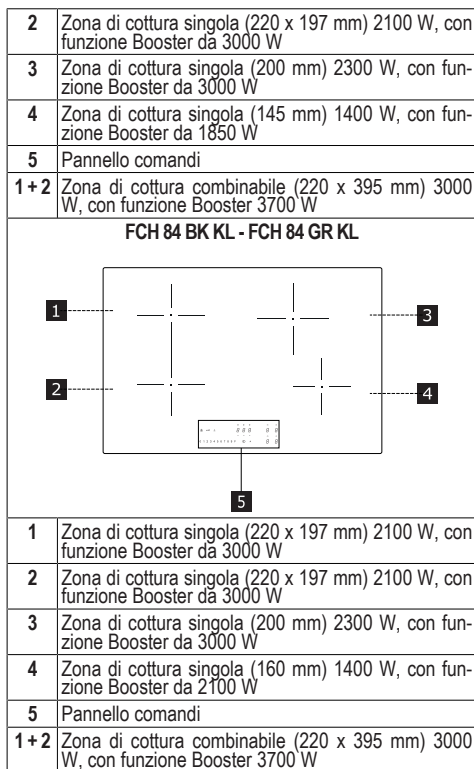 2 Zona di cottura singola (220 x 197 mm) 2100 W, con
funzione Booster da 3000 W
3 Zona di cottura singola (200 mm) 2300 W, con fun-
zione Booster da 3000 W
4 Zona di cottura singola (145 mm) 1400 W, con fun-
zione Booster da 1850 W
5 Pannello comandi
1 + 2 Zona di cottura combinabile (220 x 395 mm) 3000
W, con funzione Booster 3700 W
FCH 84 BK KL - FCH 84 GR KL
1
3
2
4
5
1 Zona di cottura singola (220 x 197 mm) 2100 W, con
funzione Booster da 3000 W
2 Zona di cottura singola (220 x 197 mm) 2100 W, con
funzione Booster da 3000 W
3 Zona di cottura singola (200 mm) 2300 W, con fun-
zione Booster da 3000 W
4 Zona di cottura singola (160 mm) 1400 W, con fun-
zione Booster da 2100 W
5 Pannello comandi
1 + 2 Zona di cottura combinabile (220 x 395 mm) 3000
W, con funzione Booster 3700 W